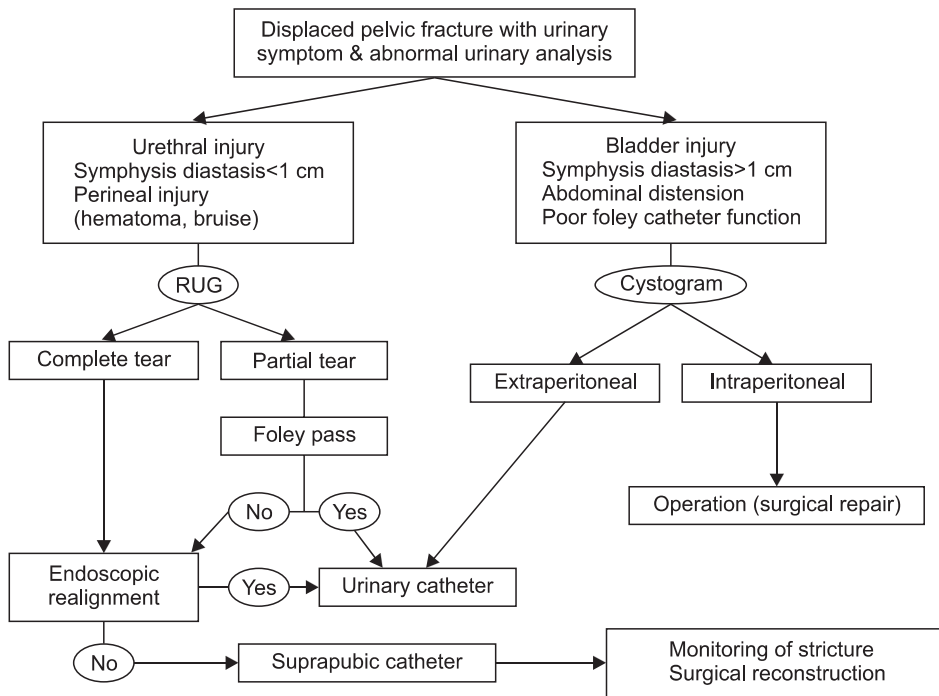 Displaced pelvic fracture with urinary
symptom & abnormal urinary analysis
Urethral injury
Symphysis diastasis<1 cm
Perineal injury
(hematoma, bruise)
Bladder injury
Symphysis diastasis>1 cm
Abdominal distension
Poor foley catheter function
RUG
Cystogram
Complete tear
Partial tear
Extraperitoneal
Intraperitoneal
Foley pass
No
Yes
Operation (surgical repair)
Endoscopic
realignment
Yes
Urinary catheter
No
Suprapubic catheter
Monitoring of stricture
Surgical reconstruction